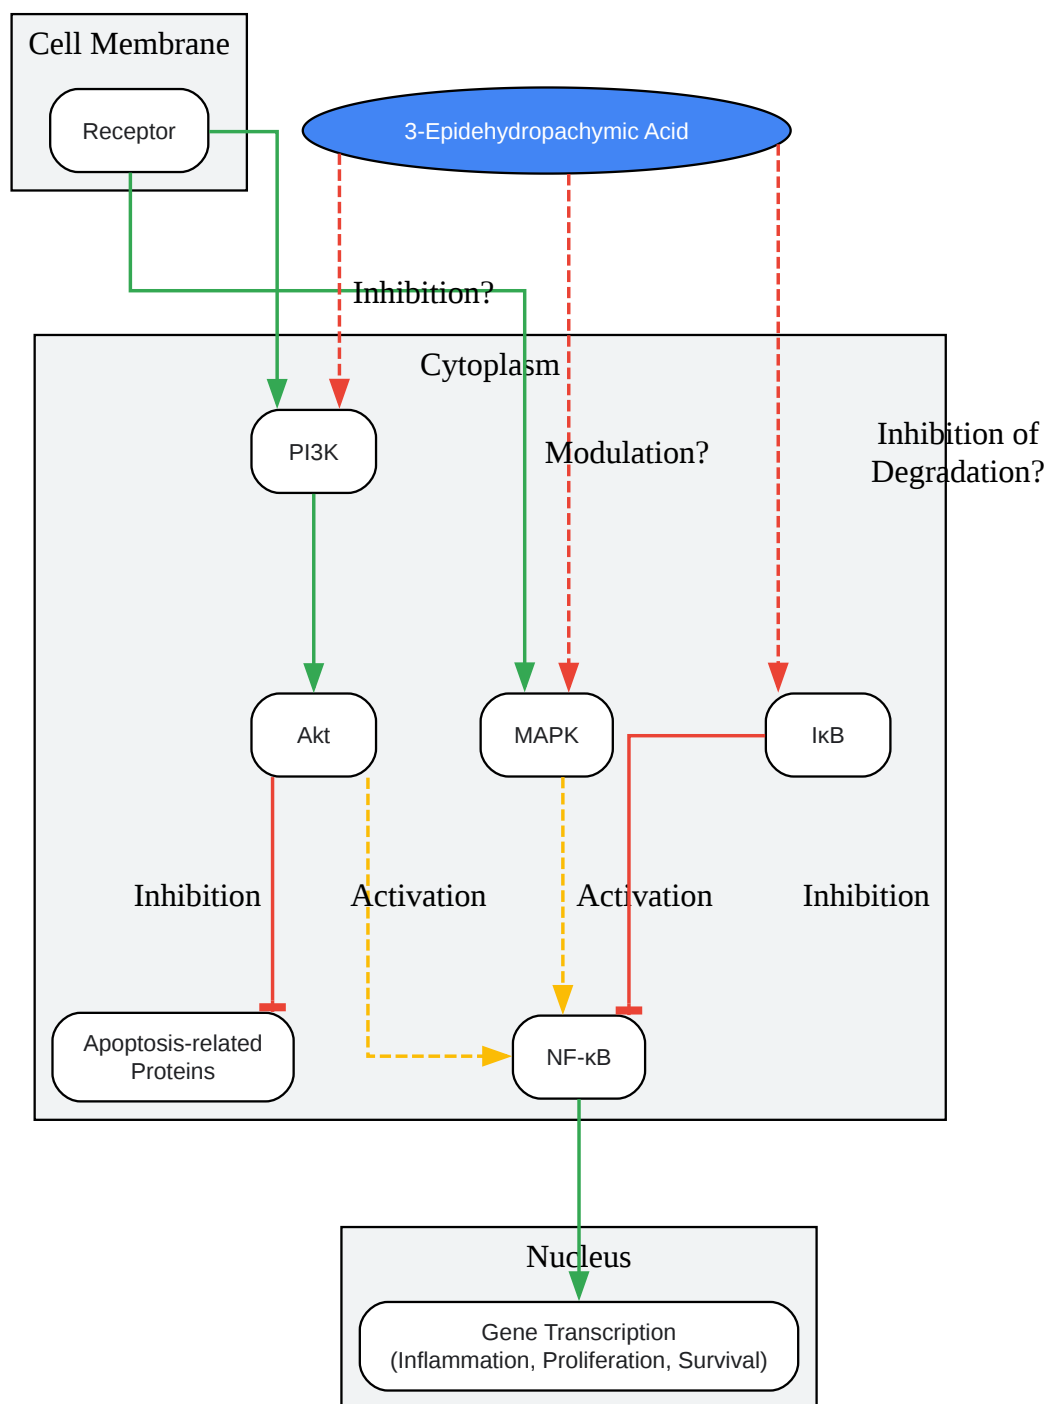 Cell Membrane
Receptor
3-Epidehydropachymic Acid
Inhibition?
Cytoplasm
PI3K
Modulation?
Inhibition of
Degradation?
Akt
MAPK
IκB
Inhibition
Activation
Activation
Inhibition
Apoptosis-related
Proteins
NF-κB
Nucleus
Gene Transcription
(Inflammation, Proliferation, Survival)